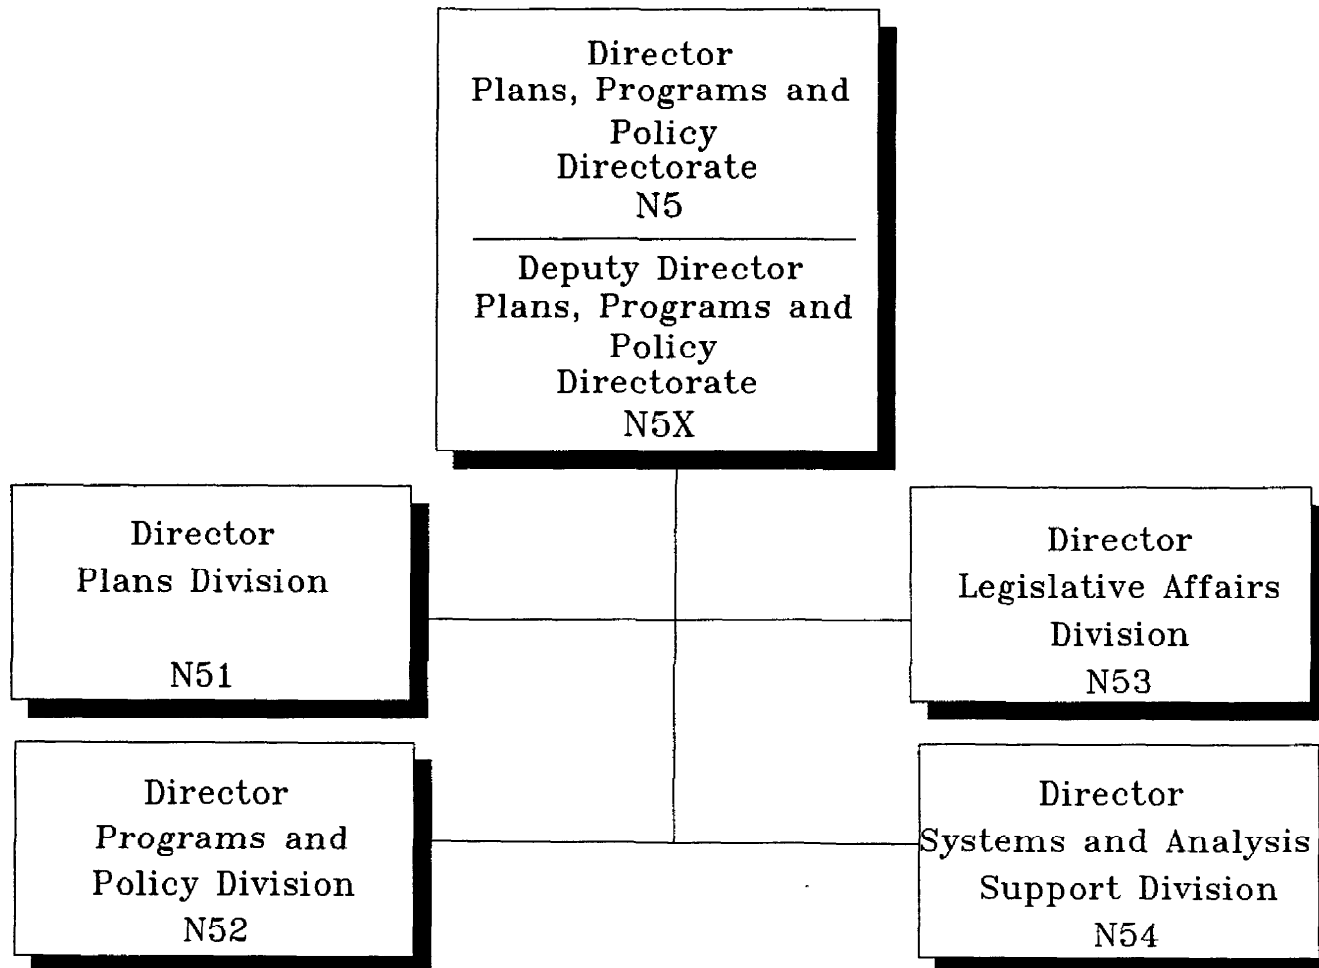 Director
Plans, Programs and
Policy
Directorate
N5
Deputy Director
Plans, Programs and
Policy
Directorate
N5X
Director
Plans Division
N51
Director
Legislative Affairs
Division
N53
Director
Programs and
Policy Division
N52
Director
Systems and Analysis
Support Division
N54